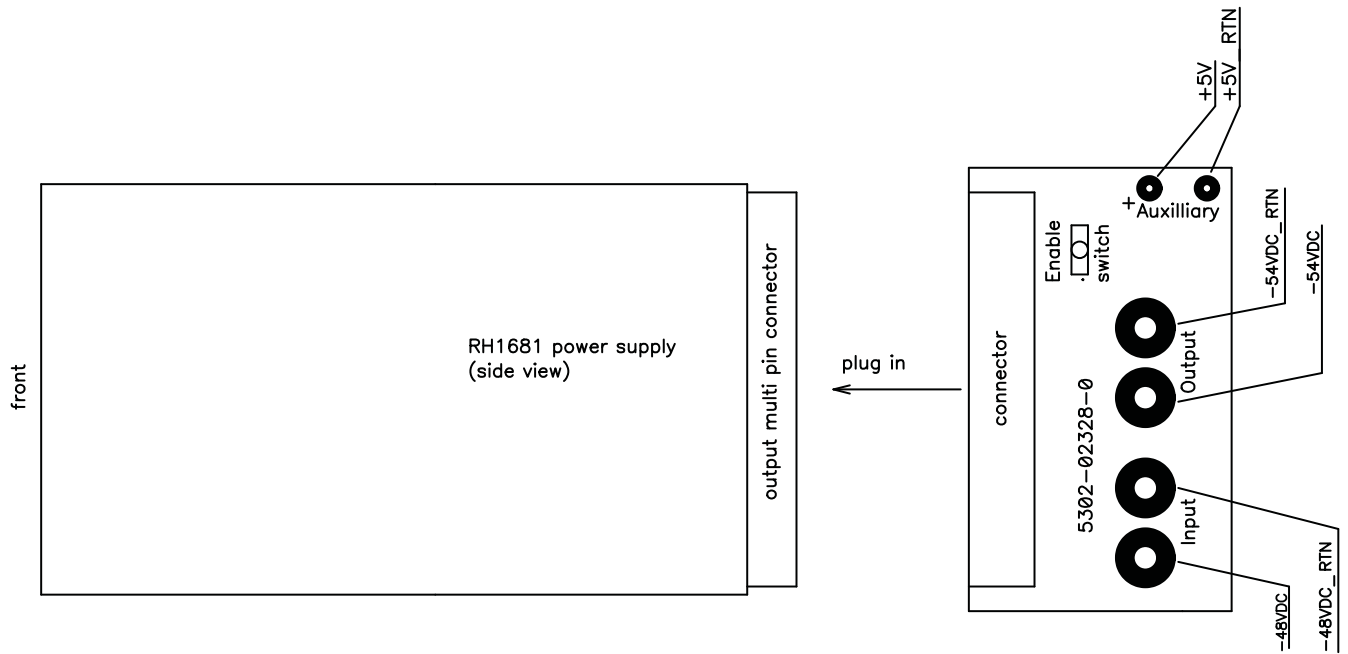 front
RH1681 power supply
(side view)
output multi pin connector
plug in
connector
5302-02328-0
Enable
switch
+
Auxilliary
Output
Input
+5V
+5V_RTN
-54VDC_RTN
-54VDC
-48VDC
-48VDC_RTN